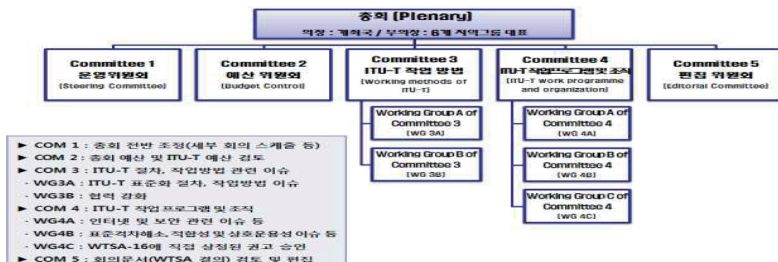 총회 (Plenary)
의장 : 개최국 / 부의장 : 6개 지역그룹 대표
Committee 1
운영위원회
(Steering Committee)
Committee 2
예산 위원회
(Budget Control)
Committee 3
ITU-T 작업 방법
(Working methods of
ITU-T)
Committee 4
ITU-T 작업프로그램 및 조직
(ITU-T work programme
and organization)
Committee 5
편집 위원회
(Editorial Committee)
Working Group A of
Committee 3
(WG 3A)
Working Group B of
Committee 3
(WG 3B)
Working Group A of
Committee 4
(WG 4A)
Working Group B of
Committee 4
(WG 4B)
Working Group C of
Committee 4
(WG 4C)
► COM 1 : 총회 전반 조정(세부 회의 스케줄 등)
► COM 2 : 총회 예산 및 ITU-T 예산 검토
► COM 3 : ITU-T 절차, 작업방법 관련 이슈
- WG3A : ITU-T 표준화 절차, 작업방법 이슈
- WG3B : 협력 강화
► COM 4 : ITU-T 작업 프로그램 및 조직
- WG4A : 인터넷 및 보안 관련 이슈 등
- WG4B : 표준격차해소, 적합성 및 상호운용성 이슈 등
- WG4C : WTSA-16에 직접 상정된 권고 승인
► COM 5 : 회의문서(WTSA 결의) 검토 및 편집